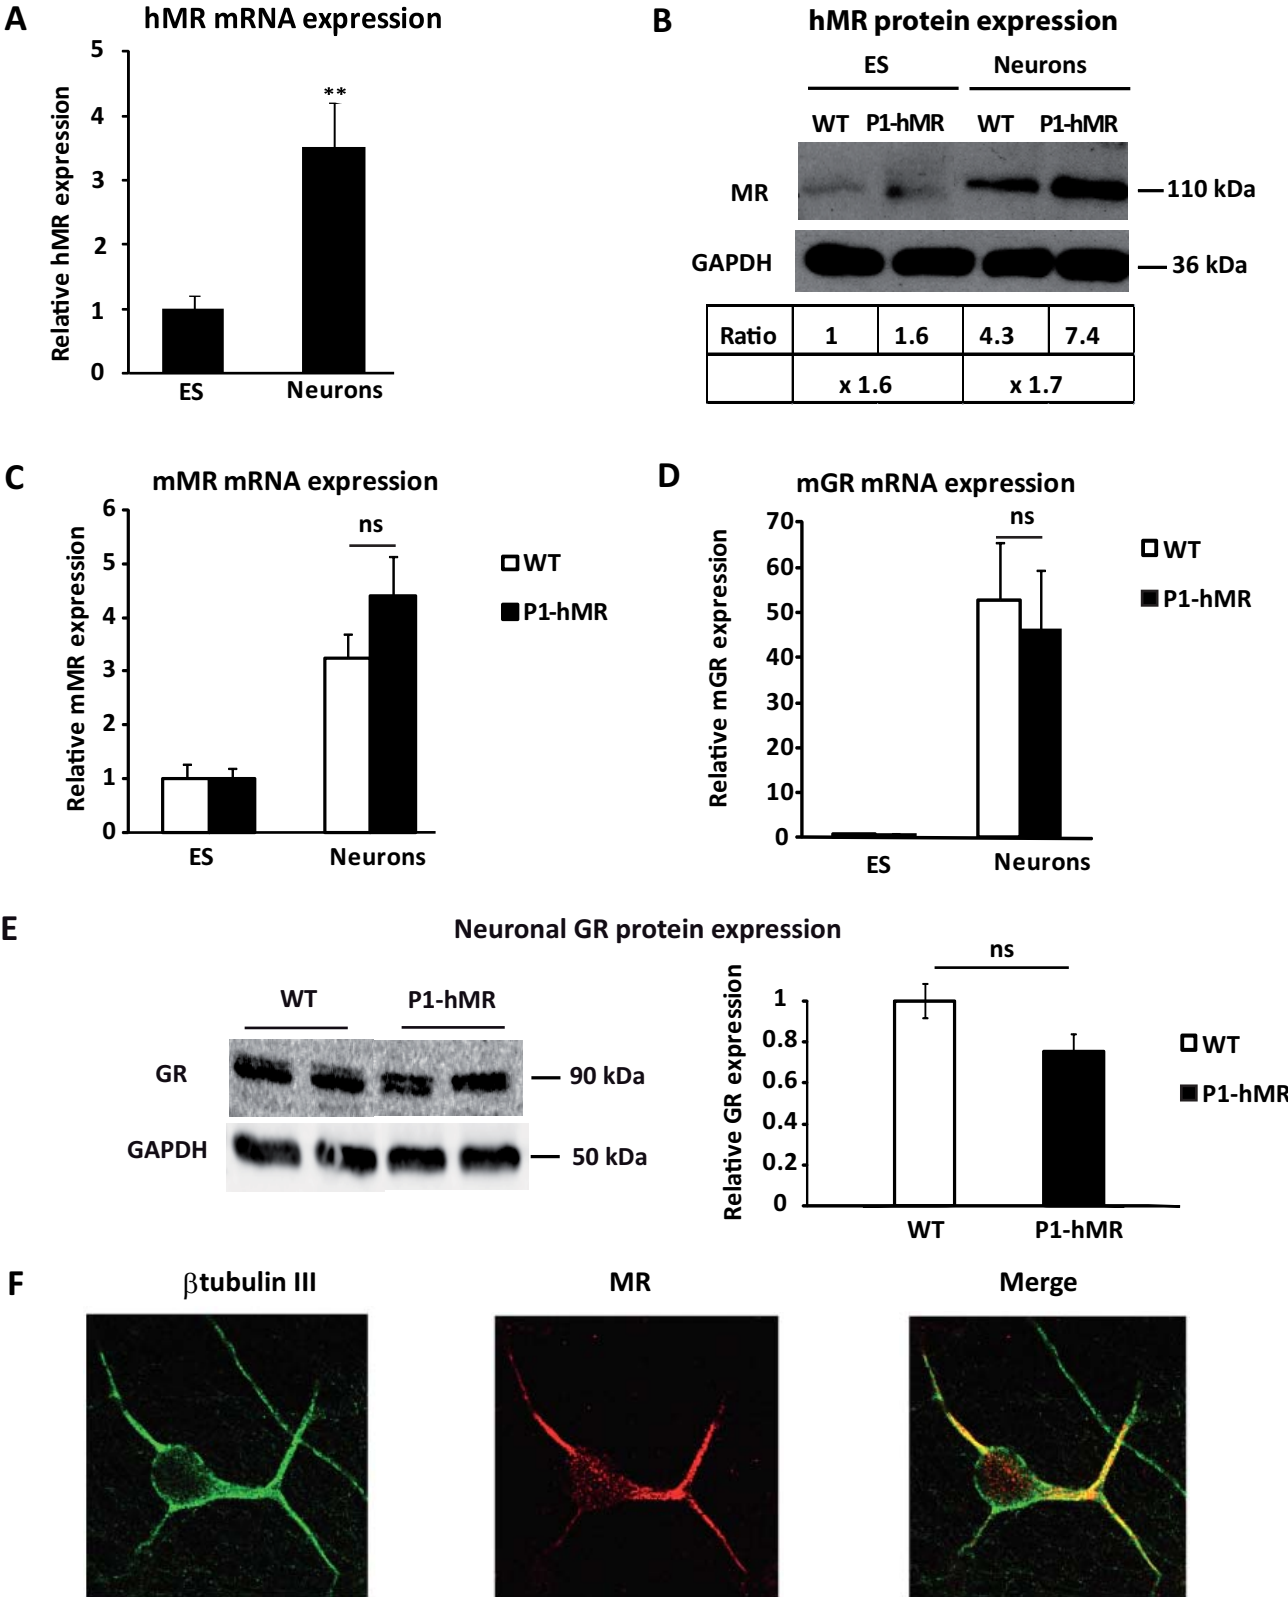 A
hMR mRNA expression
Relative hMR expression
5
4
3
2
1
0
**
ES
Neurons
B
hMR protein expression
ES
Neurons
WT
P1-hMR
WT
P1-hMR
MR
110 kDa
GAPDH
36 kDa
Ratio
1
1.6
4.3
7.4
x 1.6
x 1.7
C
mMR mRNA expression
Relative mMR expression
6
5
4
3
2
1
0
ns
WT
P1-hMR
ES
Neurons
D
mGR mRNA expression
Relative mGR expression
70
60
50
40
30
20
10
0
ns
WT
P1-hMR
ES
Neurons
E
Neuronal GR protein expression
WT
P1-hMR
GR
90 kDa
GAPDH
50 kDa
Relative GR expression
1
0.8
0.6
0.4
0.2
0
ns
WT
P1-hMR
WT
P1-hMR
F
βtubulin III
MR
Merge